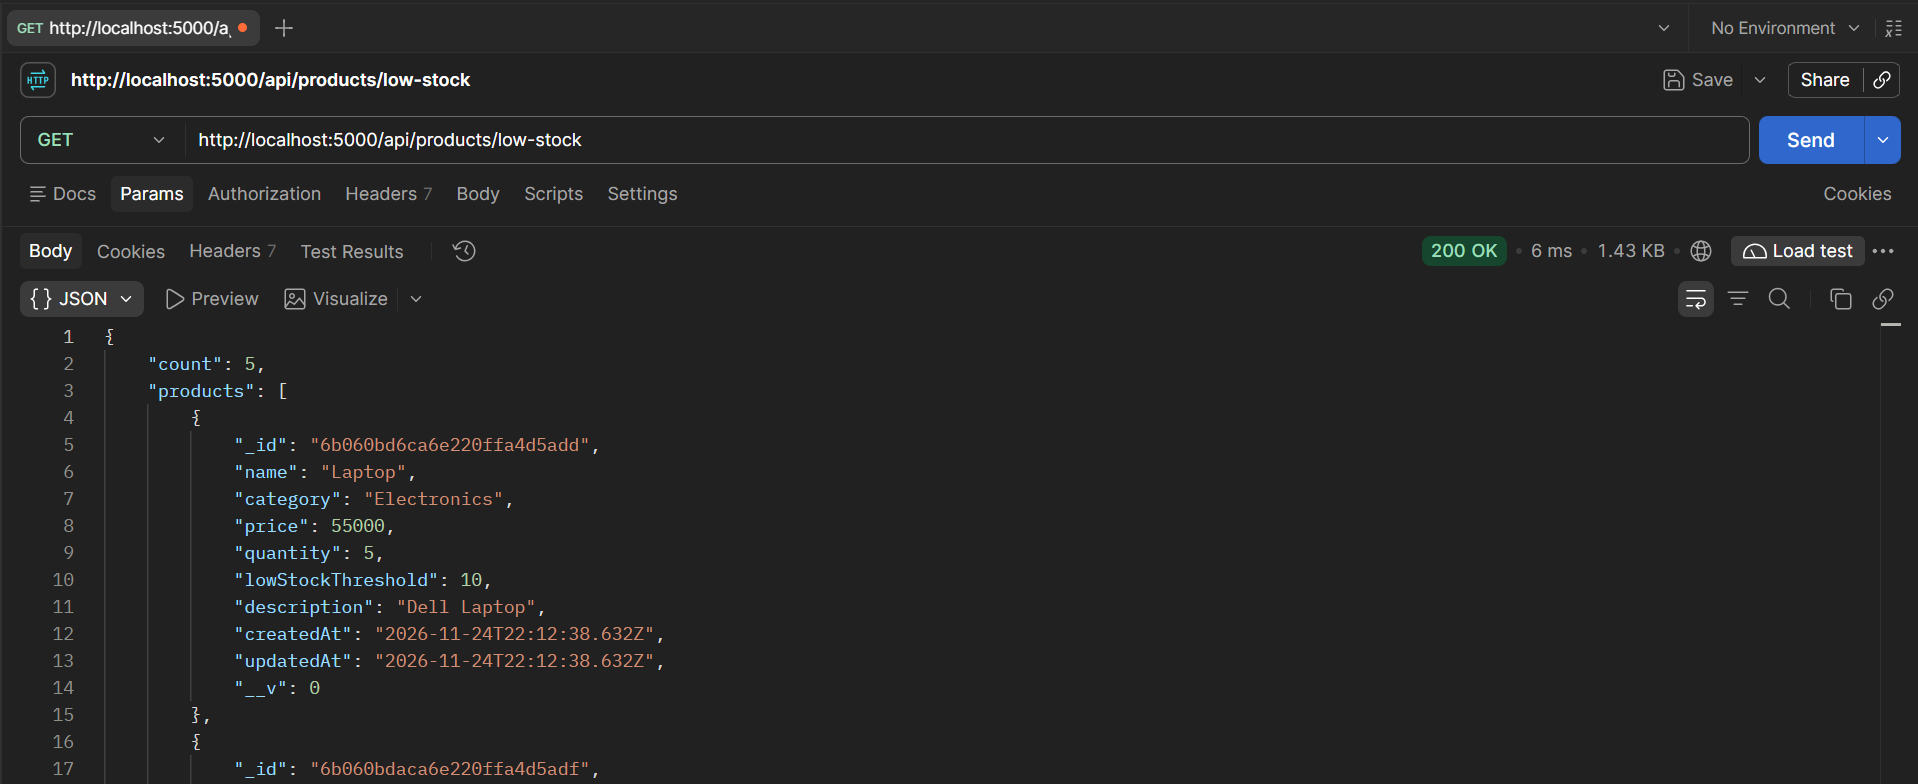 GET http://localhost:5000/a
No Environment
HTTP http://localhost:5000/api/products/low-stock
Save
Share
GET http://localhost:5000/api/products/low-stock
Send
Docs Params Authorization Headers 7 Body Scripts Settings Cookies
Body Cookies Headers 7 Test Results 200 OK • 6 ms • 1.43 KB • Load test
{ } JSON Preview Visualize
1 {
2 "count": 5,
3 "products": [
4 {
5 "_id": "6b060bd6ca6e220ffa4d5add",
6 "name": "Laptop",
7 "category": "Electronics",
8 "price": 55000,
9 "quantity": 5,
10 "lowStockThreshold": 10,
11 "description": "Dell Laptop",
12 "createdAt": "2026-11-24T22:12:38.632Z",
13 "updatedAt": "2026-11-24T22:12:38.632Z",
14 "__v": 0
15 },
16 {
17 "_id": "6b060bdaca6e220ffa4d5adf",